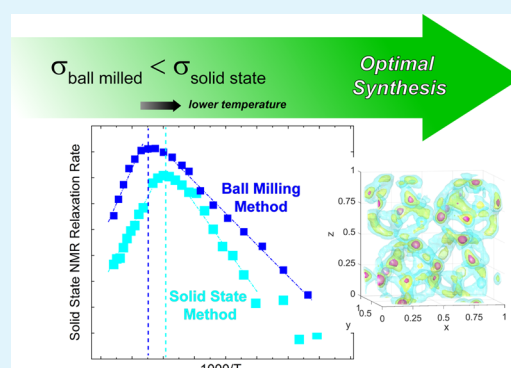 σball milled < σsolid state
lower temperature
Optimal
Synthesis
Solid State NMR Relaxation Rate
Ball Milling
Method
Solid State
Method
1000/T
1
0.75
0.5
0.25
0
z
y
1
0.5
0
0
0.25
0.5
0.75
1
x